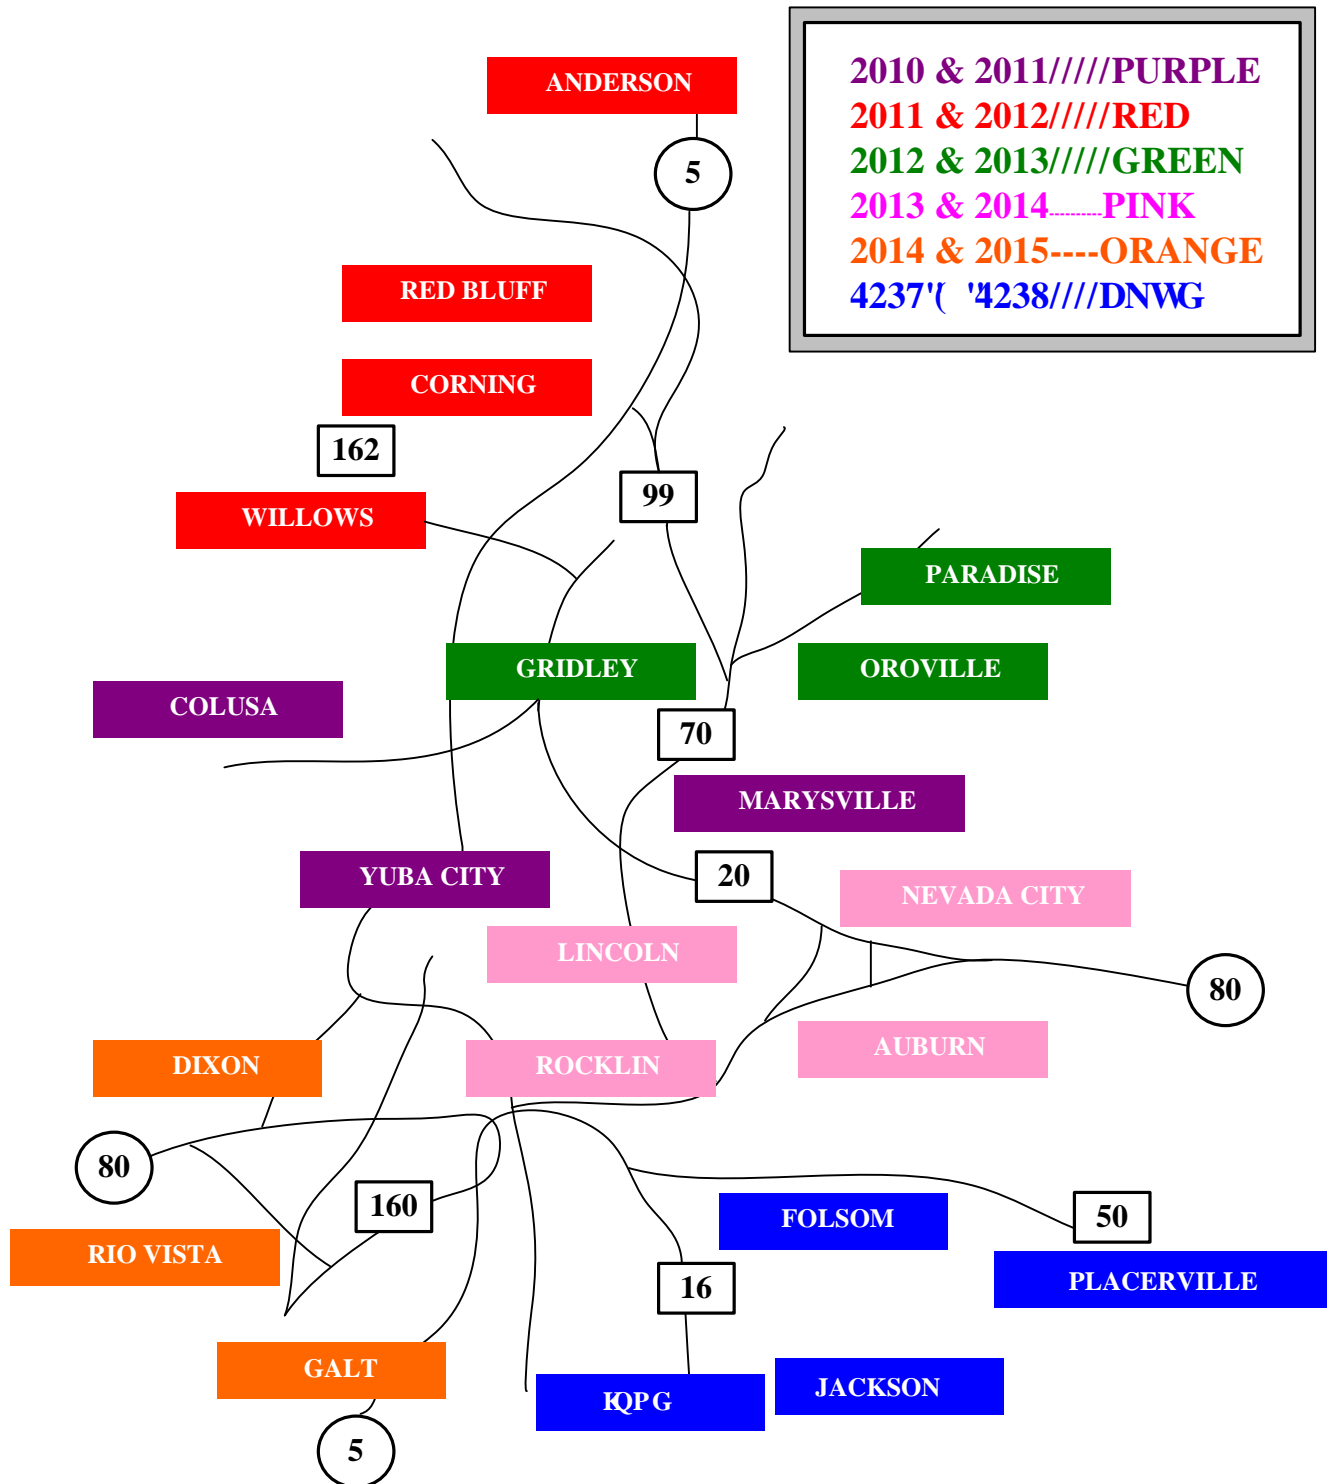 2010 & 2011/////PURPLE
2011 & 2012/////RED
2012 & 2013/////GREEN
2013 & 2014----------PINK
2014 & 2015----ORANGE
4237"( "4238////DNWG
ANDERSON
5
RED BLUFF
CORNING
162
99
WILLOWS
PARADISE
GRIDLEY
OROVILLE
COLUSA
70
MARYSVILLE
YUBA CITY
20
NEVADA CITY
LINCOLN
80
DIXON
ROCKLIN
AUBURN
80
160
FOLSOM
50
RIO VISTA
16
PLACERVILLE
GALT
KQPG
JACKSON
5